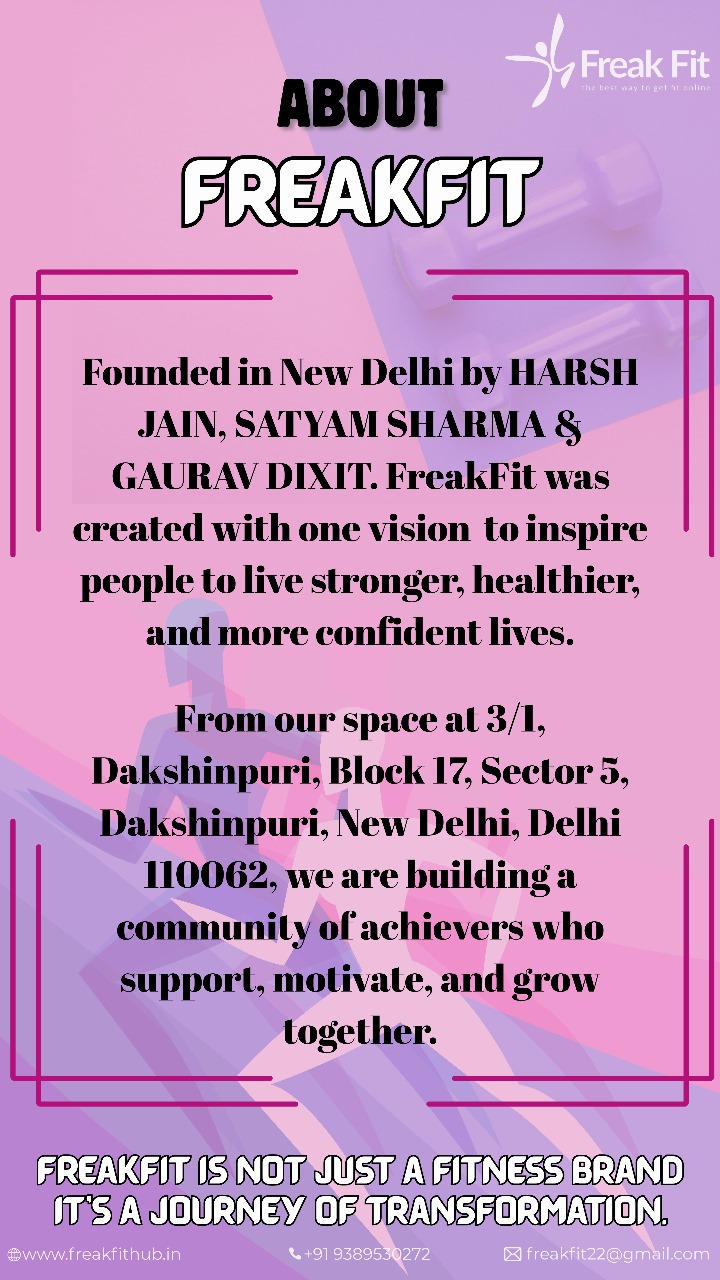 Freak Fit
the best way to get fit online
ABOUT
FREAKFIT
Founded in New Delhi by HARSH
JAIN, SATYAM SHARMA &
GAURAV DIXIT. FreakFit was
created with one vision to inspire
people to live stronger, healthier,
and more confident lives.
From our space at 3/1,
Dakshinpuri, Block 17, Sector 5,
Dakshinpuri, New Delhi, Delhi
110062, we are building a
community of achievers who
support, motivate, and grow
together.
FREAKFIT IS NOT JUST A FITNESS BRAND
IT'S A JOURNEY OF TRANSFORMATION.
www.freakfithub.in +91 9389530272 freakfit22@gmail.com